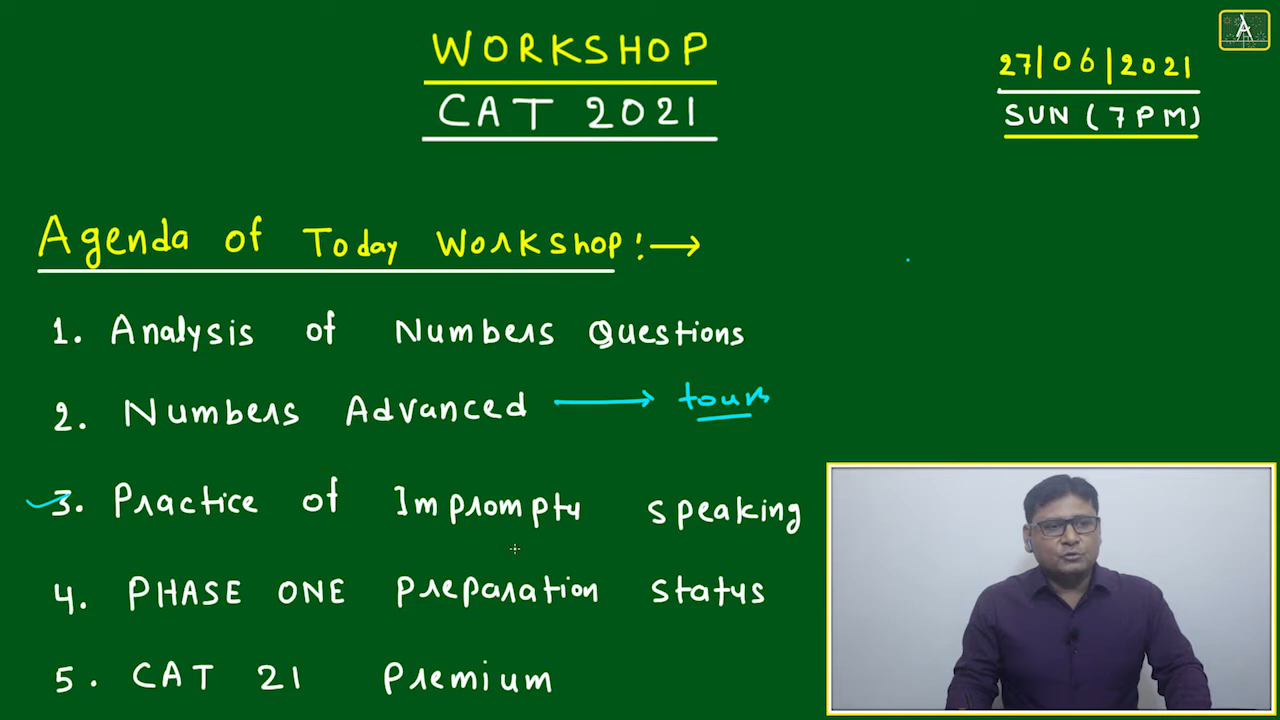 WORKSHOP
CAT 2021
27/06/2021
SUN (7PM)
A
Agenda of Today Workshop :→
1. Analysis of Numbers Questions
2. Numbers Advanced → tours
3. Practice of Imprompty speaking
4. PHASE ONE Preparation status
5. CAT 21 Premium